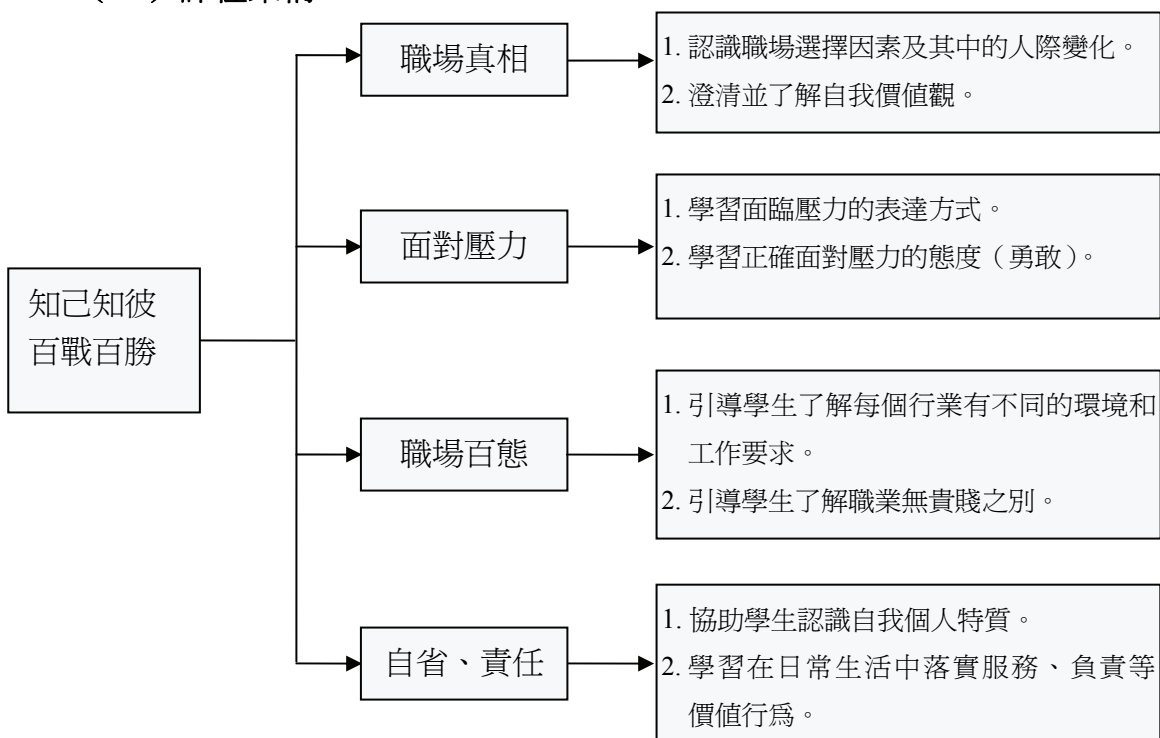 職場真相
1. 認識職場選擇因素及其中的人際變化。
2. 澄清並了解自我價值觀。
面對壓力
1. 學習面臨壓力的表達方式。
2. 學習正確面對壓力的態度（勇敢）。
知己知彼
百戰百勝
職場百態
1. 引導學生了解每個行業有不同的環境和
工作要求。
2. 引導學生了解職業無貴賤之別。
自省、責任
1. 協助學生認識自我個人特質。
2. 學習在日常生活中落實服務、負責等
價值行為。